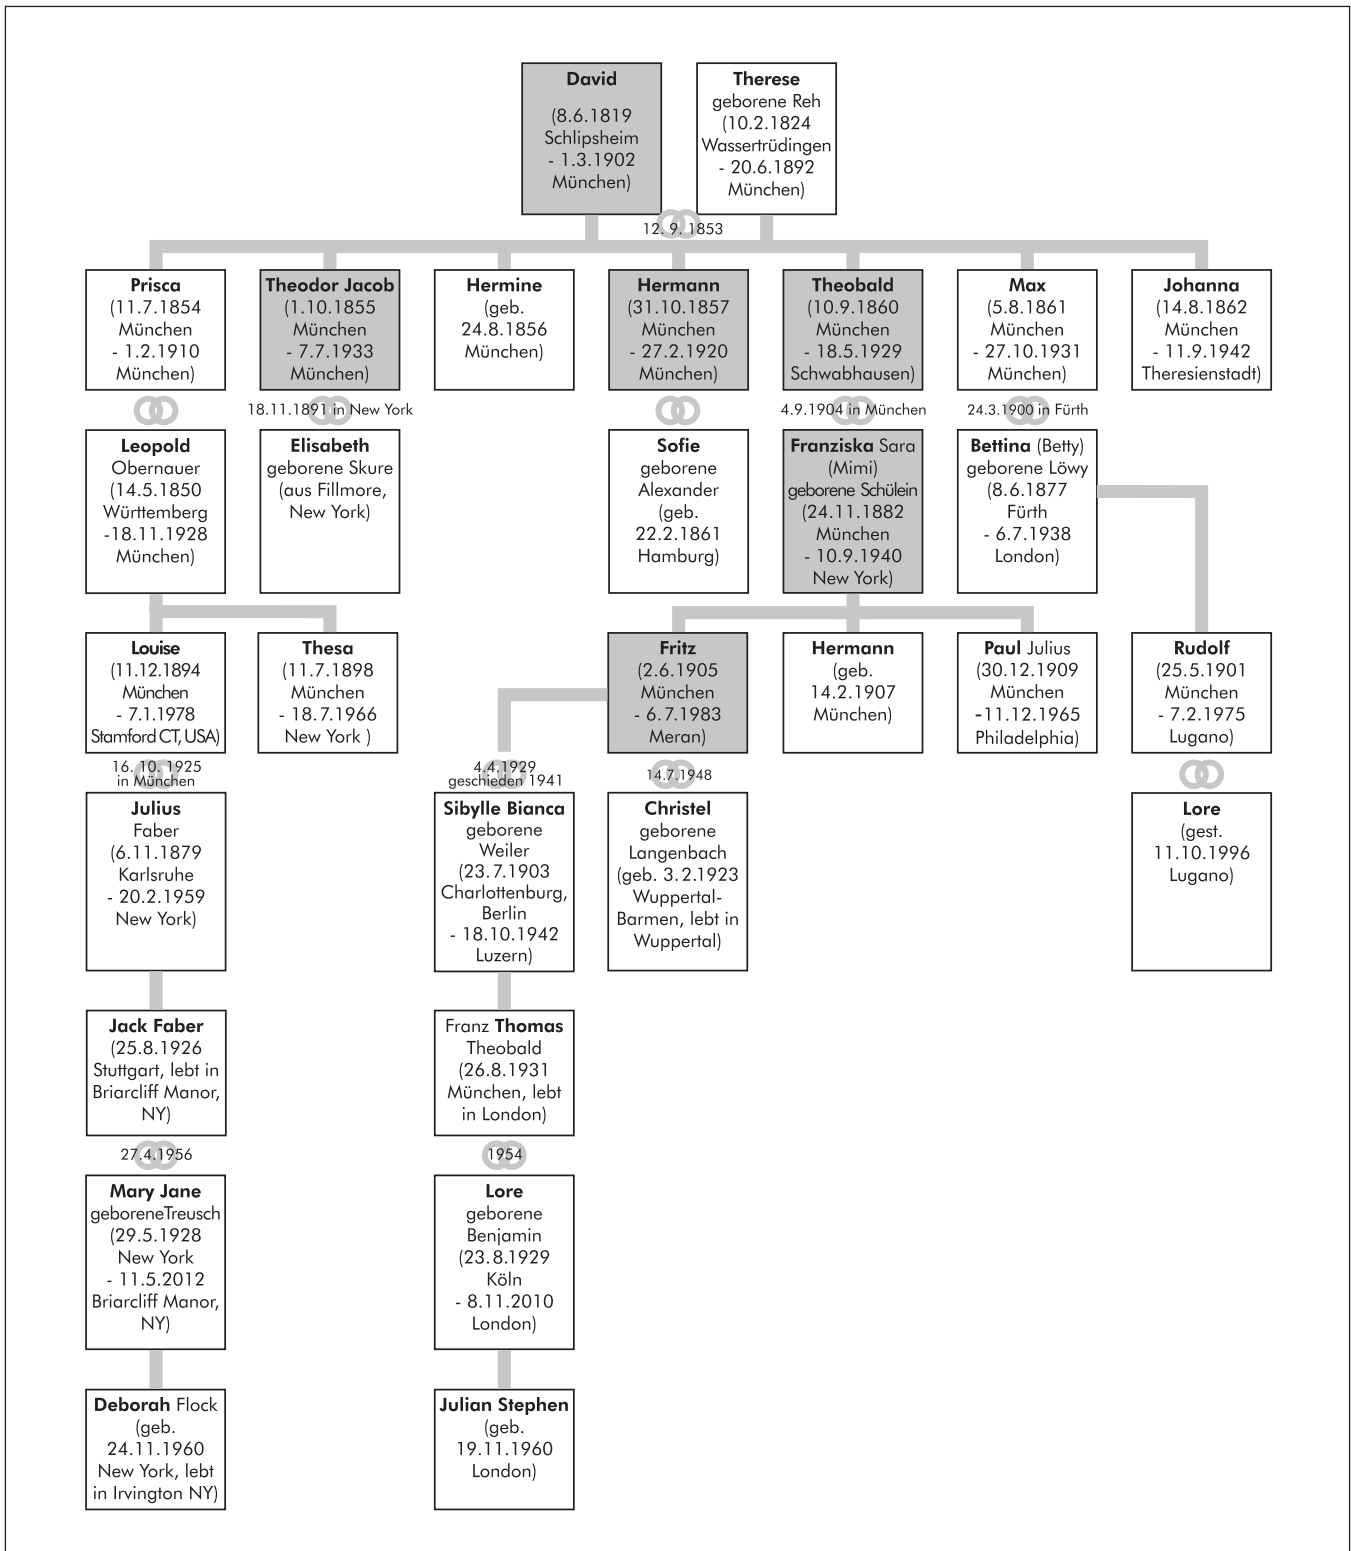 David
(8.6.1819
Schlipsheim
- 1.3.1902
München)
Therese
geborene Reh
(10.2.1824
Wassertrüdingen
- 20.6.1892
München)
12. 9. 1853
Prisca
(11.7.1854
München
- 1.2.1910
München)
Theodor Jacob
(1.10.1855
München
- 7.7.1933
München)
Hermine
(geb.
24.8.1856
München)
Hermann
(31.10.1857
München
- 27.2.1920
München)
Theobald
(10.9.1860
München
- 18.5.1929
Schwabhausen)
Max
(5.8.1861
München
- 27.10.1931
München)
Johanna
(14.8.1862
München
- 11.9.1942
Theresienstadt)
18.11.1891 in New York
4.9.1904 in München
24.3.1900 in Fürth
Leopold
Obernauer
(14.5.1850
Württemberg
-18.11.1928
München)
Elisabeth
geborene Skure
(aus Fillmore,
New York)
Sofie
geborene
Alexander
(geb.
22.2.1861
Hamburg)
Franziska Sara
(Mimi)
geborene Schülein
(24.11.1882
München
- 10.9.1940
New York)
Bettina (Betty)
geborene Löwy
(8.6.1877
Fürth
- 6.7.1938
London)
Louise
(11.12.1894
München
- 7.1.1978
Stamford CT, USA)
Thesa
(11.7.1898
München
- 18.7.1966
New York )
Fritz
(2.6.1905
München
- 6.7.1983
Meran)
Hermann
(geb.
14.2.1907
München)
Paul Julius
(30.12.1909
München
-11.12.1965
Philadelphia)
Rudolf
(25.5.1901
München
- 7.2.1975
Lugano)
16. 10. 1925
in München
4.4.1929
geschieden 1941
14.7.1948
Julius
Faber
(6.11.1879
Karlsruhe
- 20.2.1959
New York)
Sibylle Bianca
geborene
Weiler
(23.7.1903
Charlottenburg,
Berlin
- 18.10.1942
Luzern)
Christel
geborene
Langenbach
(geb. 3.2.1923
Wuppertal-
Barmen, lebt in
Wuppertal)
Lore
(gest.
11.10.1996
Lugano)
Jack Faber
(25.8.1926
Stuttgart, lebt in
Briarcliff Manor,
NY)
Franz Thomas
Theobald
(26.8.1931
München, lebt
in London)
27.4.1956
1954
Mary Jane
geboreneTreusch
(29.5.1928
New York
- 11.5.2012
Briarcliff Manor,
NY)
Lore
geborene
Benjamin
(23.8.1929
Köln
- 8.11.2010
London)
Deborah Flock
(geb.
24.11.1960
New York, lebt
in Irvington NY)
Julian Stephen
(geb.
19.11.1960
London)